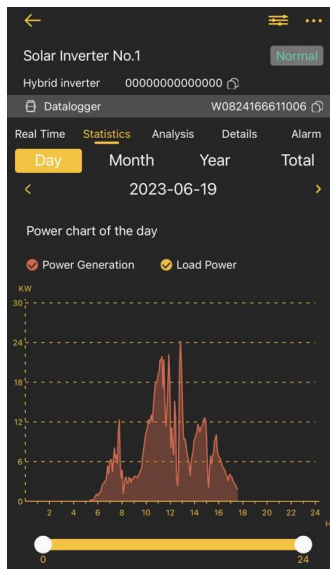 Solar Inverter No.1
Normal
Hybrid inverter 00000000000000
Datalogger W0824166611006
Real Time Statistics Analysis Details Alarm
Day Month Year Total
< 2023-06-19 >
Power chart of the day
Power Generation Load Power
KW
30
24
18
12
6
0
2 4 6 8 10 12 14 16 18 20 22 24
H
0 24